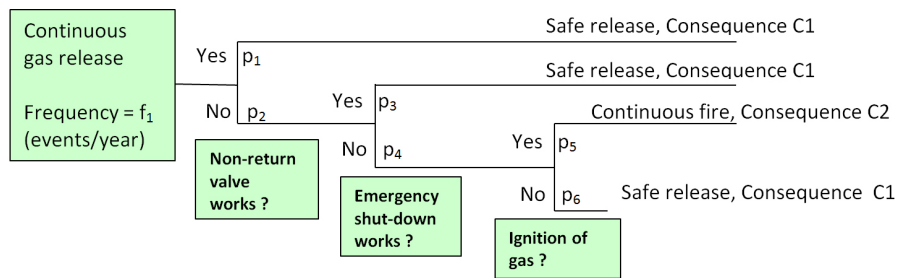 Continuous
gas release
Frequency = f₁
(events/year)
Yes p₁
No p₂
Safe release, Consequence C1
Yes p₃
No p₄
Safe release, Consequence C1
Continuous fire, Consequence C2
Yes p₅
No p₆
Safe release, Consequence C1
Non-return
valve
works ?
Emergency
shut-down
works ?
Ignition of
gas ?